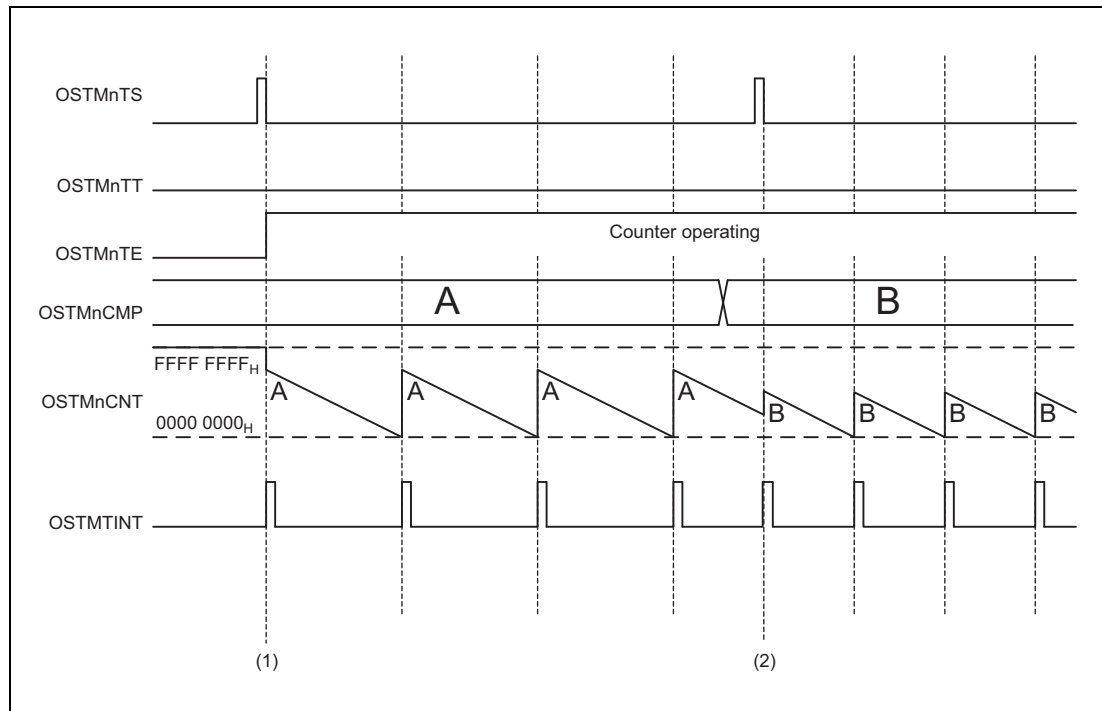 OSTMnTS
OSTMnTT
OSTMnTE
Counter operating
OSTMnCMP
A
B
FFFF FFFFH
OSTMnCNT
A
A
A
A
B
B
B
B
0000 0000H
OSTMTINT
(1)
(2)